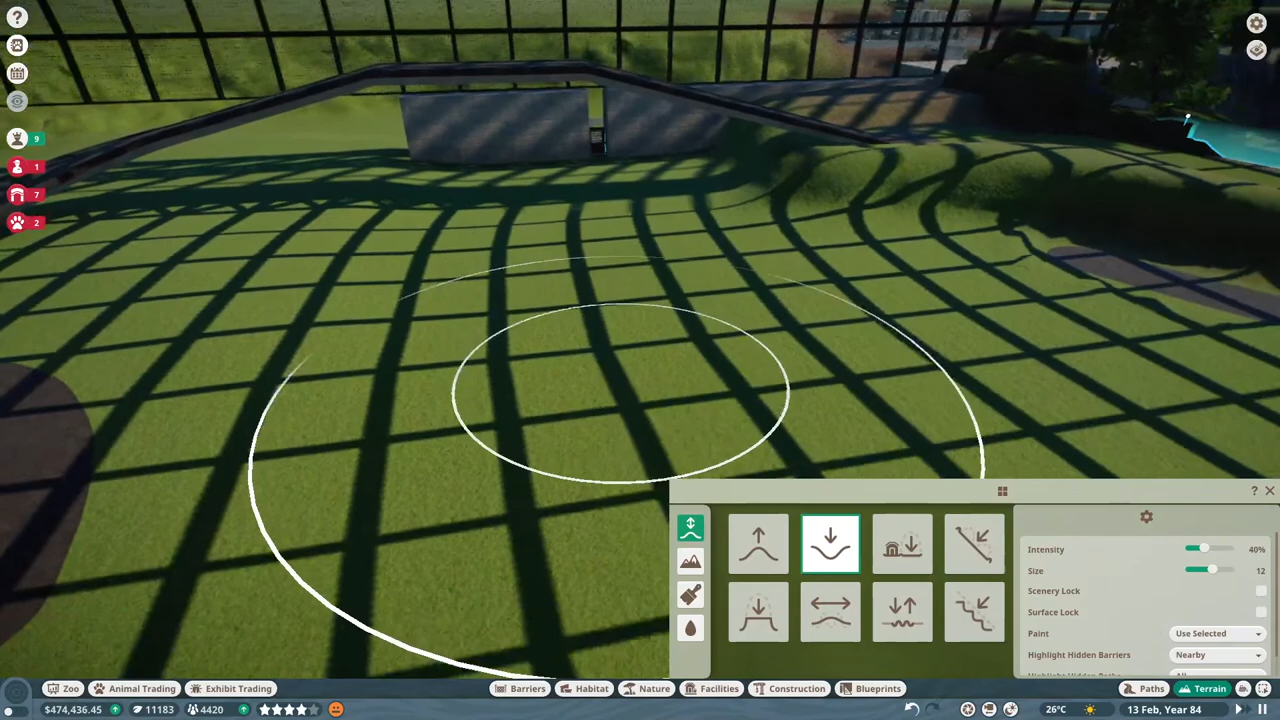 ?
9
1
7
2
?
Intensity 40%
Size 12
Scenery Lock
Surface Lock
Paint Use Selected
Highlight Hidden Barriers Nearby
Zoo Animal Trading Exhibit Trading Barriers Habitat Nature Facilities Construction Blueprints Paths Terrain
$474,436.45 11183 4420 26°C 13 Feb, Year 84